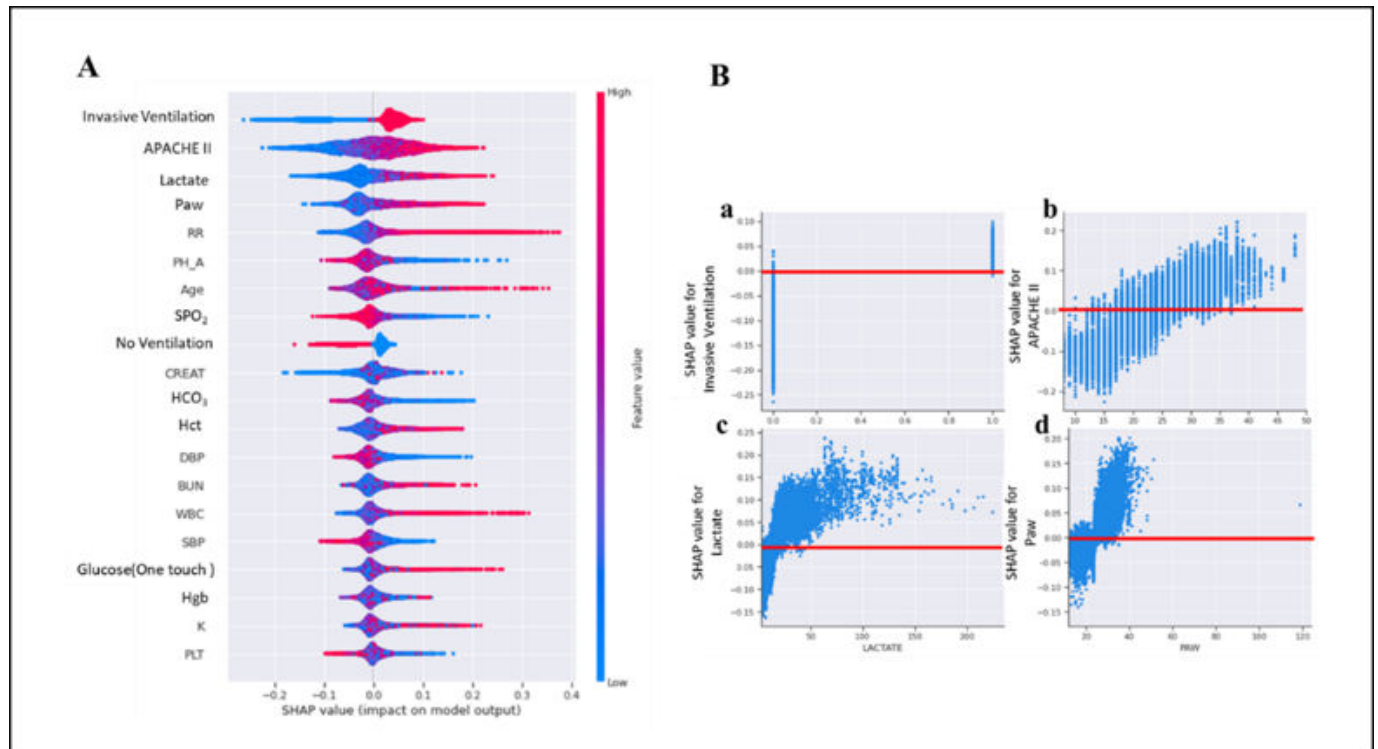 A
High
Invasive Ventilation
APACHE II
Lactate
Paw
RR
PH_A
Age
SPO₂
No Ventilation
CREAT
HCO₃
Hct
DBP
BUN
WBC
SBP
Glucose(One touch )
Hgb
K
PLT
Low
Feature value
−0.2 −0.1 0.0 0.1 0.2 0.3 0.4
SHAP value (impact on model output)
B
a
SHAP value for
Invasive Ventilation
0.10
0.05
0.00
−0.05
−0.10
−0.15
−0.20
−0.25
0.0 0.2 0.4 0.6 0.8 1.0
b
SHAP value for
APACHE II
0.2
0.1
0.0
−0.1
−0.2
10 15 20 25 30 35 40 45 50
c
SHAP value for
Lactate
0.25
0.20
0.15
0.10
0.05
0.00
−0.05
−0.10
−0.15
50 100 150 200
LACTATE
d
SHAP value for
Paw
0.20
0.15
0.10
0.05
0.00
−0.05
−0.10
−0.15
20 40 60 80 100 120
PAW